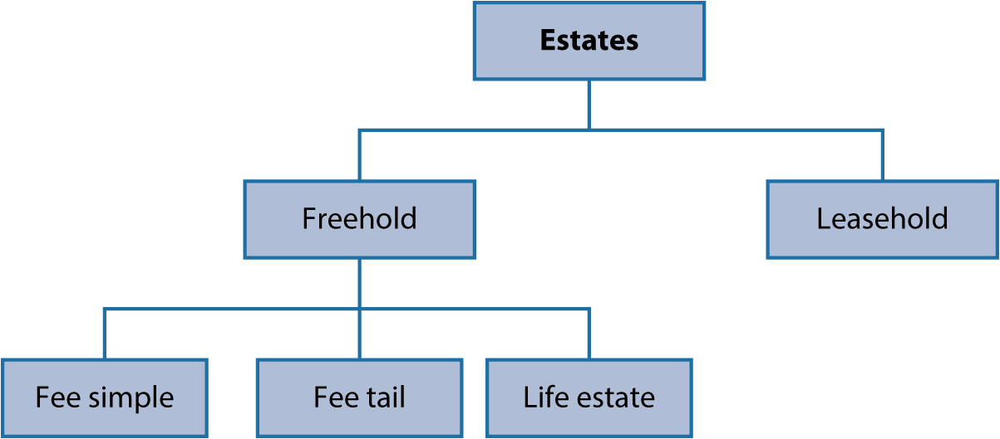 Estates
Freehold
Leasehold
Fee simple
Fee tail
Life estate